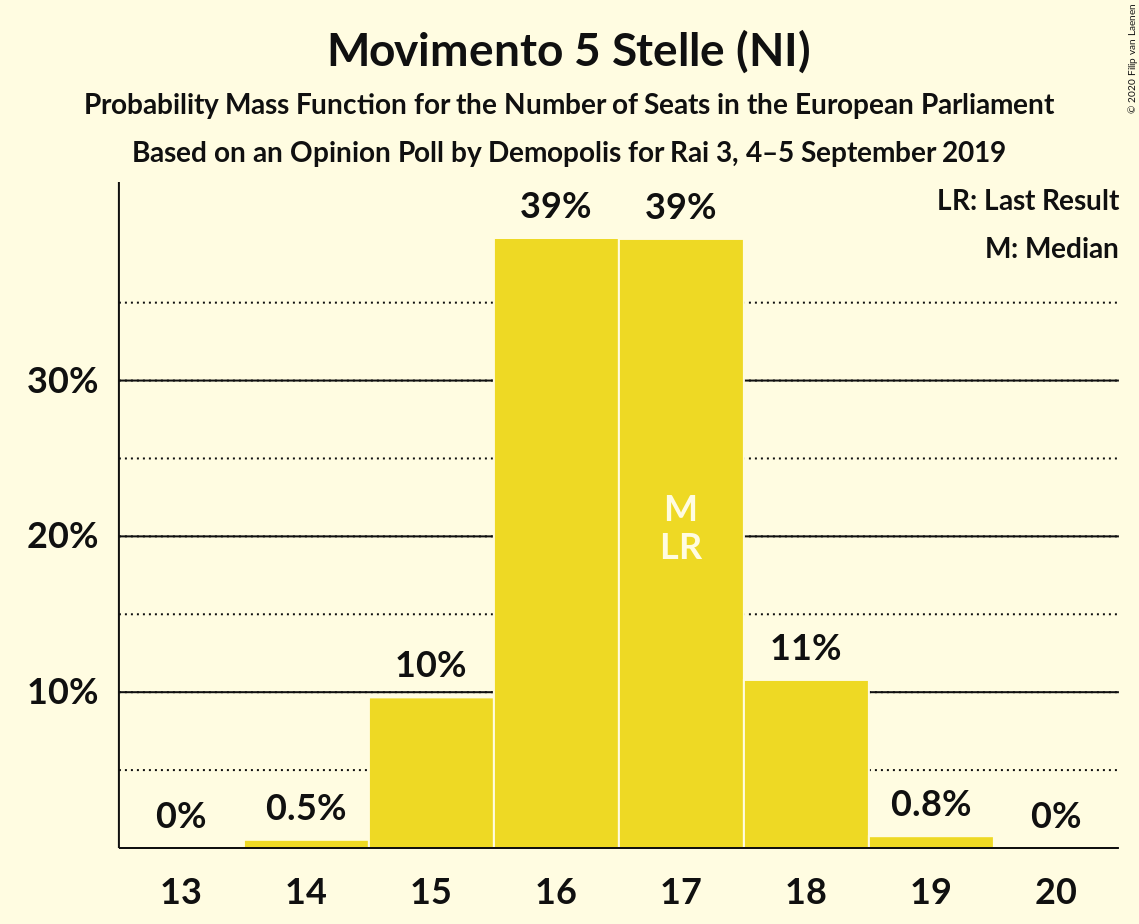 Movimento 5 Stelle (NI)
Probability Mass Function for the Number of Seats in the European Parliament
Based on an Opinion Poll by Demopolis for Rai 3, 4–5 September 2019
© 2020 Filip van Laenen
LR: Last Result
M: Median
39%
39%
30%
20%
10%
M
LR
10%
11%
0%
0.5%
0.8%
0%
13
14
15
16
17
18
19
20